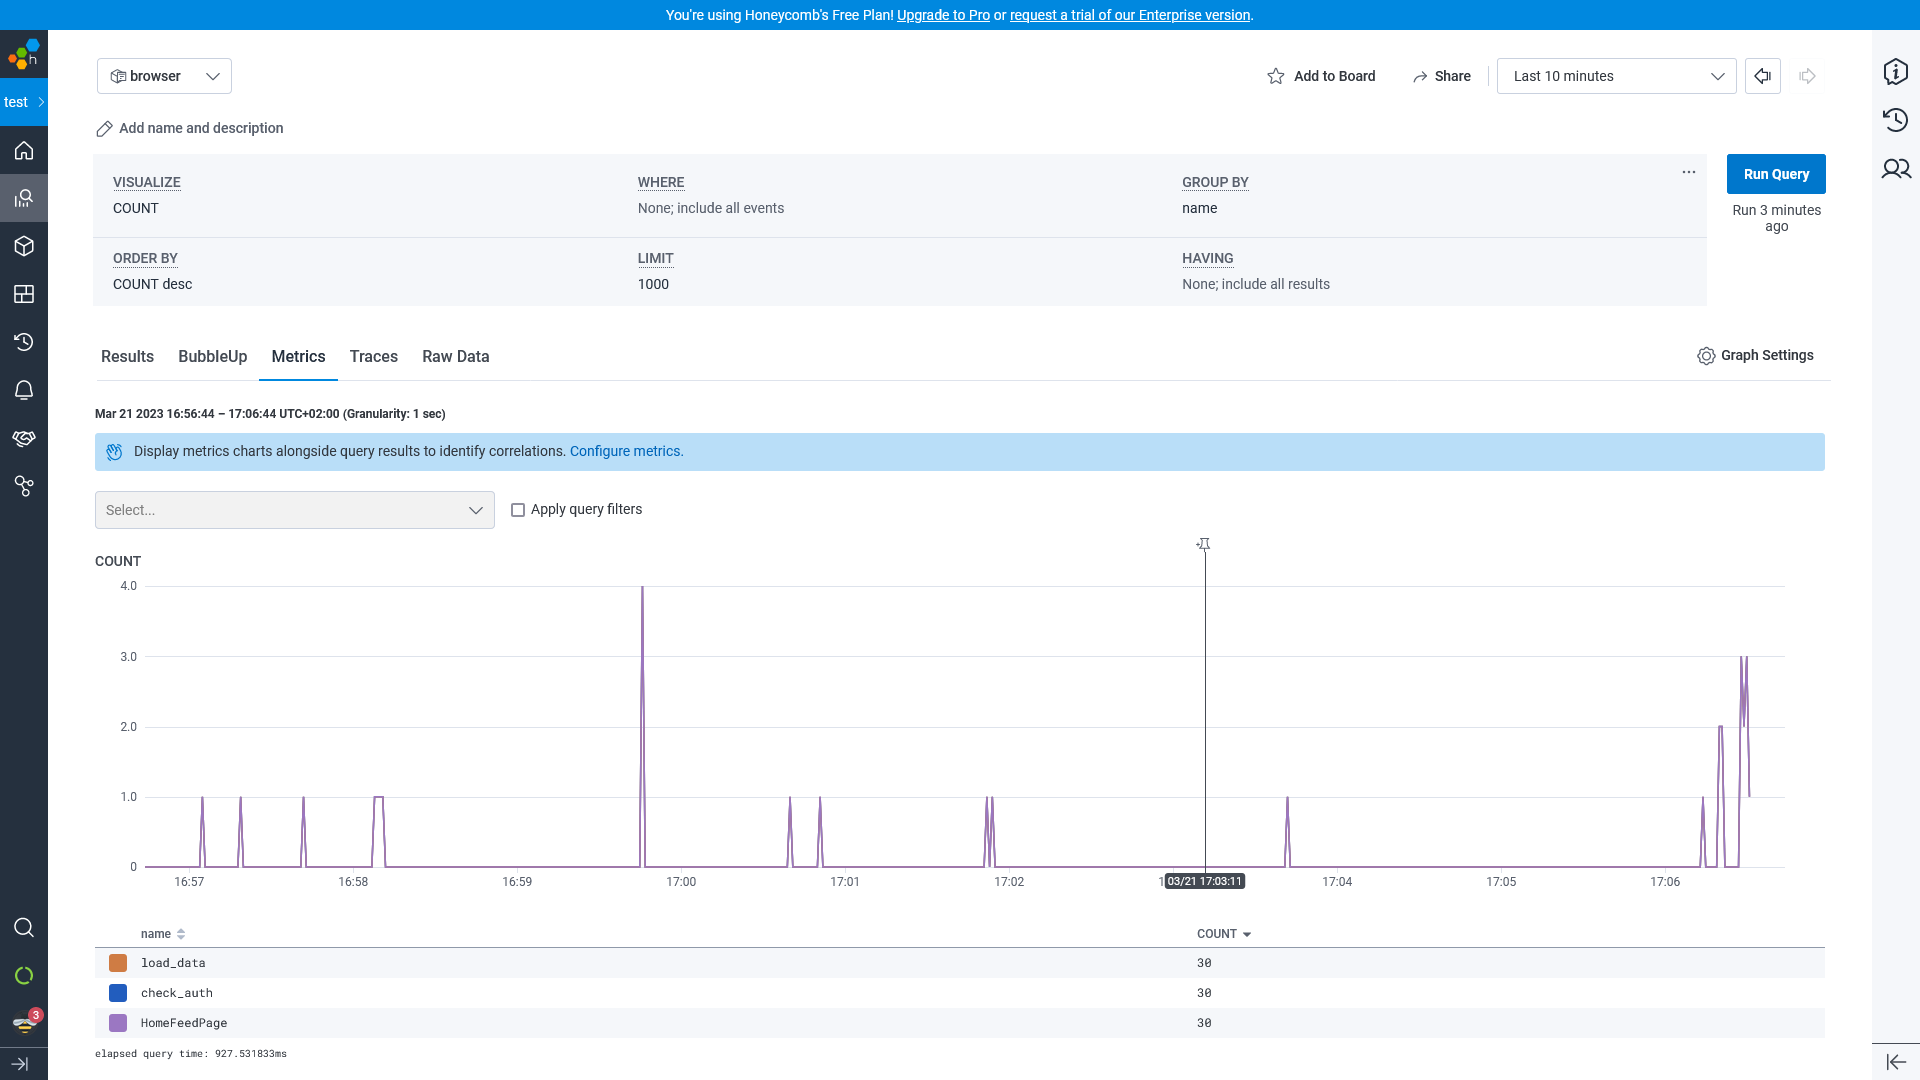 You're using Honeycomb's Free Plan! Upgrade to Pro or request a trial of our Enterprise version.
h
test
browser
Add to Board
Share
Last 10 minutes
Add name and description
VISUALIZE
COUNT
WHERE
None; include all events
GROUP BY
name
Run Query
Run 3 minutes
ago
ORDER BY
COUNT desc
LIMIT
1000
HAVING
None; include all results
Results
BubbleUp
Metrics
Traces
Raw Data
Graph Settings
Mar 21 2023 16:56:44 – 17:06:44 UTC+02:00 (Granularity: 1 sec)
Display metrics charts alongside query results to identify correlations. Configure metrics.
Select...
Apply query filters
COUNT
4.0
3.0
2.0
1.0
0
16:57
16:58
16:59
17:00
17:01
17:02
03/21 17:03:11
17:04
17:05
17:06
name
COUNT
load_data
30
check_auth
30
HomeFeedPage
30
elapsed query time: 927.531833ms
3